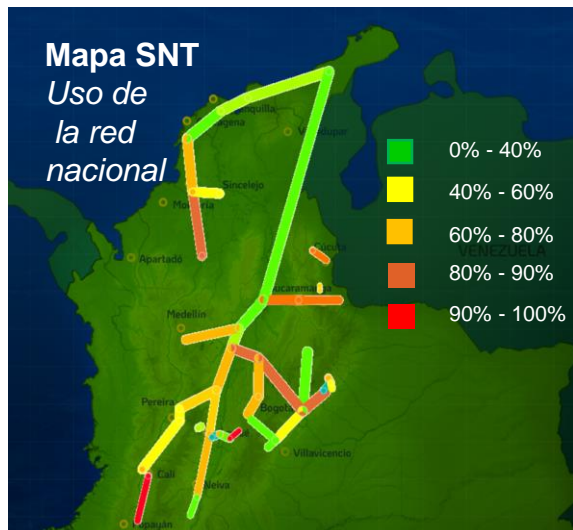 Mapa SNT
Uso de
la red
nacional
Sincelejo
Apartadó
Cúcuta
VENEZUELA
Medellín
Pereira
Bogotá
Villavicencio
Cali
Neiva
0% - 40%
40% - 60%
60% - 80%
80% - 90%
90% - 100%